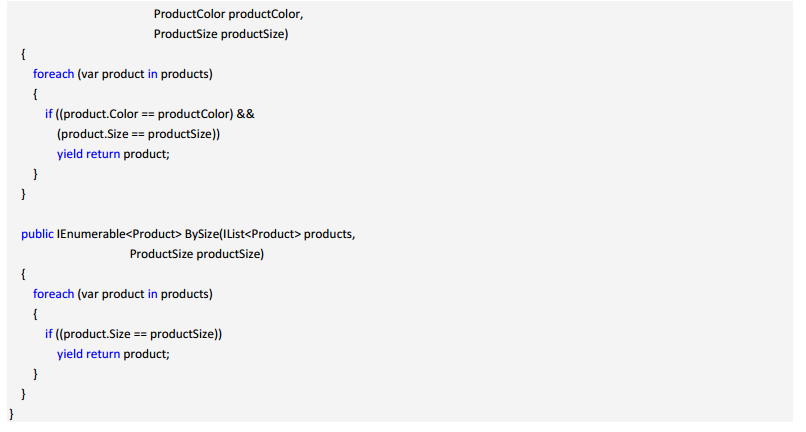 ProductColor productColor,
ProductSize productSize)
{
foreach (var product in products)
{
if ((product.Color == productColor) &&
(product.Size == productSize))
yield return product;
}
}
public IEnumerable<Product> BySize(IList<Product> products,
ProductSize productSize)
{
foreach (var product in products)
{
if ((product.Size == productSize))
yield return product;
}
}
}